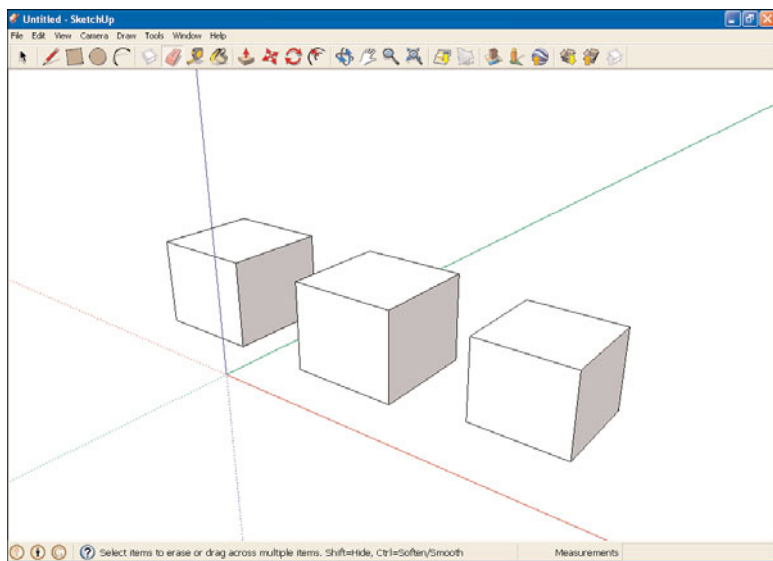 Untitled - SketchUp
File Edit View Camera Draw Tools Window Help
Select items to erase or drag across multiple items. Shift=Hide, Ctrl=Soften/Smooth Measurements